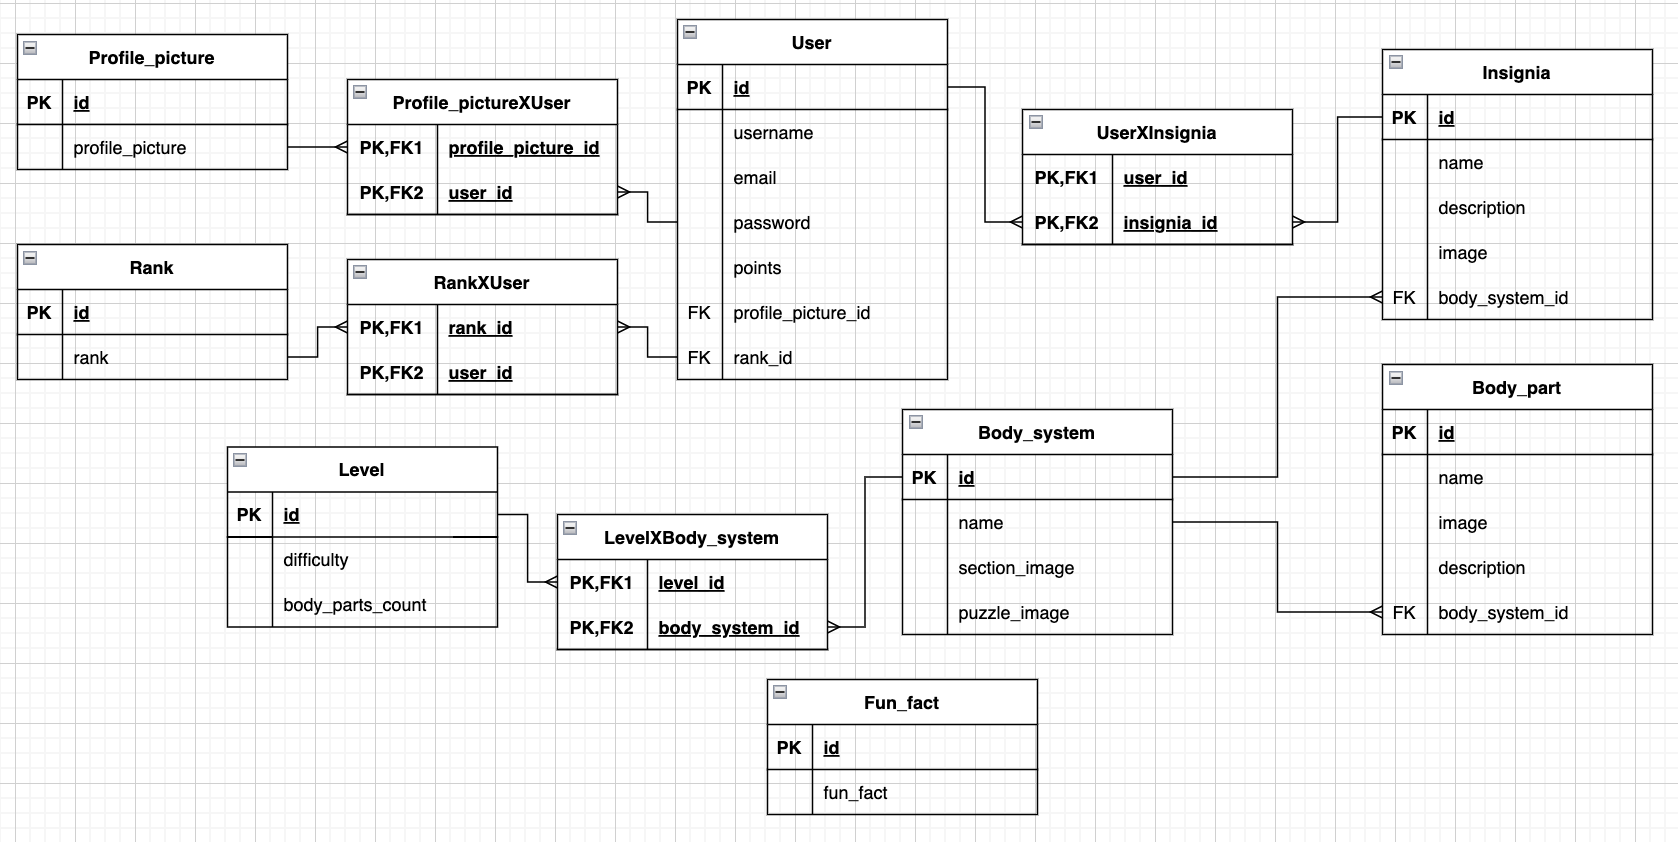 Profile_picture
PK id
profile_picture
Profile_pictureXUser
PK,FK1 profile_picture_id
PK,FK2 user_id
User
PK id
username
email
password
points
FK profile_picture_id
FK rank_id
UserXInsignia
PK,FK1 user_id
PK,FK2 insignia_id
Insignia
PK id
name
description
image
FK body_system_id
Rank
PK id
rank
RankXUser
PK,FK1 rank_id
PK,FK2 user_id
Body_part
PK id
name
image
description
FK body_system_id
Level
PK id
difficulty
body_parts_count
LevelXBody_system
PK,FK1 level_id
PK,FK2 body_system_id
Body_system
PK id
name
section_image
puzzle_image
Fun_fact
PK id
fun_fact